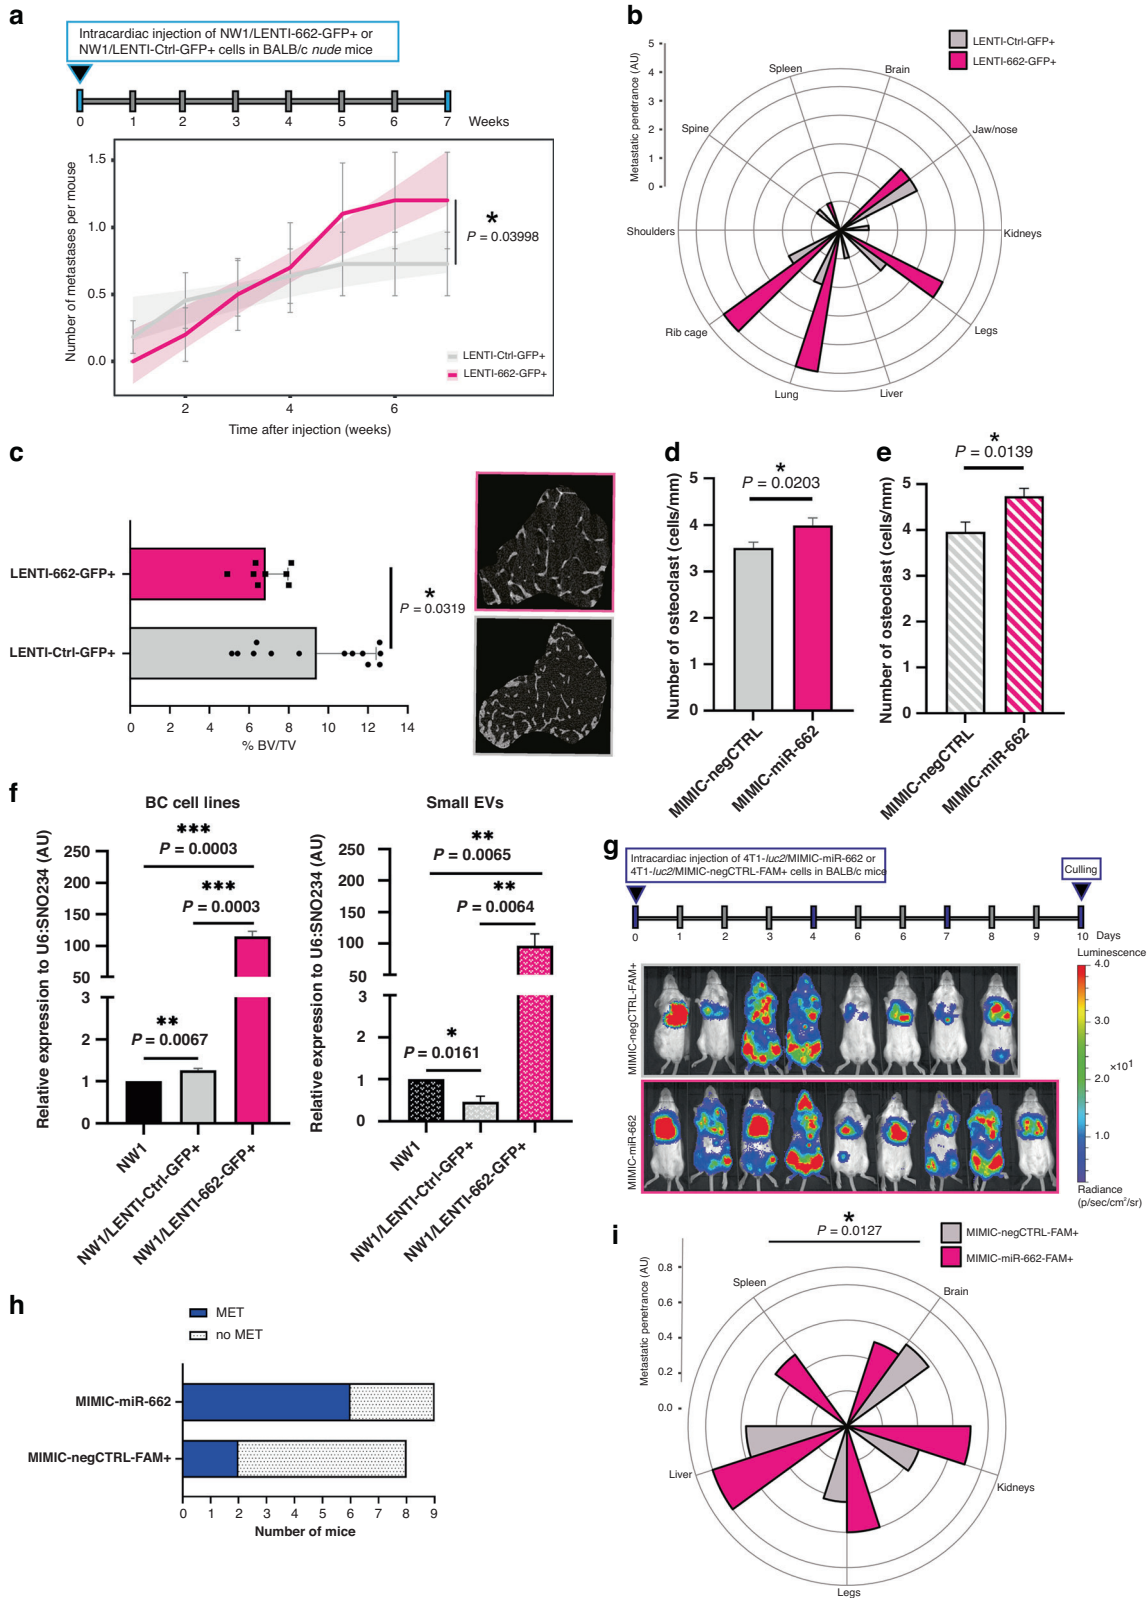 a
Intracardiac injection of NW1/LENTI-662-GFP+ or
NW1/LENTI-Ctrl-GFP+ cells in BALB/c nude mice
0 1 2 3 4 5 6 7 Weeks
Number of metastases per mouse
1.5
1.0
0.5
0.0
*
P = 0.03998
LENTI-Ctrl-GFP+
LENTI-662-GFP+
2 4 6
Time after injection (weeks)
b
Metastatic penetrance (AU)
5
4
3
2
1
0
LENTI-Ctrl-GFP+
LENTI-662-GFP+
Spleen
Brain
Spine
Jaw/nose
Shoulders
Kidneys
Rib cage
Legs
Lung
Liver
c
LENTI-662-GFP+
LENTI-Ctrl-GFP+
*
P = 0.0319
0 2 4 6 8 10 12 14
% BV/TV
d
Number of osteoclast (cells/mm)
*
P = 0.0203
5
4
3
2
1
0
MIMIC-negCTRL
MIMIC-miR-662
e
Number of osteoclast (cells/mm)
*
P = 0.0139
5
4
3
2
1
0
MIMIC-negCTRL
MIMIC-miR-662
f
BC cell lines
Relative expression to U6:SNO234 (AU)
***
P = 0.0003
***
P = 0.0003
**
P = 0.0067
250
200
150
100
50
3
2
1
0
NW1
NW1/LENTI-Ctrl-GFP+
NW1/LENTI-662-GFP+
Small EVs
Relative expression to U6:SNO234 (AU)
**
P = 0.0065
**
P = 0.0064
*
P = 0.0161
250
200
150
100
50
3
2
1
0
NW1
NW1/LENTI-Ctrl-GFP+
NW1/LENTI-662-GFP+
g
Intracardiac injection of 4T1-luc2/MIMIC-miR-662 or
4T1-luc2/MIMIC-negCTRL-FAM+ cells in BALB/c mice
Culling
0 1 2 3 4 6 6 7 8 9 10 Days
MIMIC-negCTRL-FAM+
MIMIC-miR-662
Luminescence
4.0
3.0
×10¹
2.0
1.0
Radiance
(p/sec/cm²/sr)
h
MET
no MET
MIMIC-miR-662
MIMIC-negCTRL-FAM+
0 1 2 3 4 5 6 7 8 9
Number of mice
i
*
P = 0.0127
MIMIC-negCTRL-FAM+
MIMIC-miR-662-FAM+
Metastatic penetrance (AU)
0.8
0.6
0.4
0.2
0.0
Spleen
Brain
Liver
Kidneys
Legs